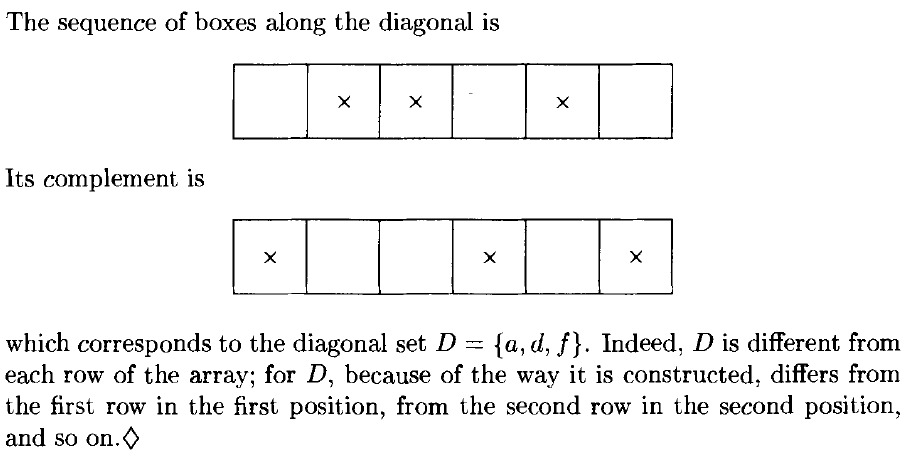 The sequence of boxes along the diagonal is
× × ×
Its complement is
× × ×
which corresponds to the diagonal set D = {a, d, f}. Indeed, D is different from
each row of the array; for D, because of the way it is constructed, differs from
the first row in the first position, from the second row in the second position,
and so on.◊